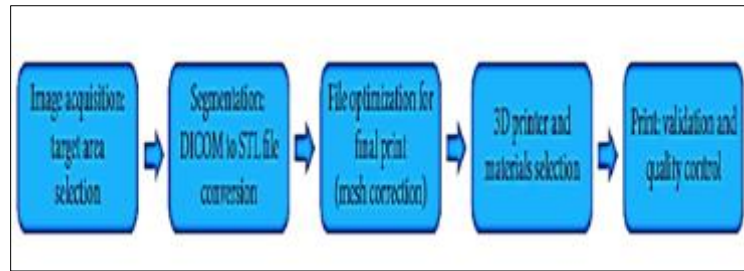 Image acquisition:
target area
selection
Segmentation:
DICOM to STL file
conversion
File optimization for
final print
(mesh correction)
3D printer and
materials selection
Print: validation and
quality control